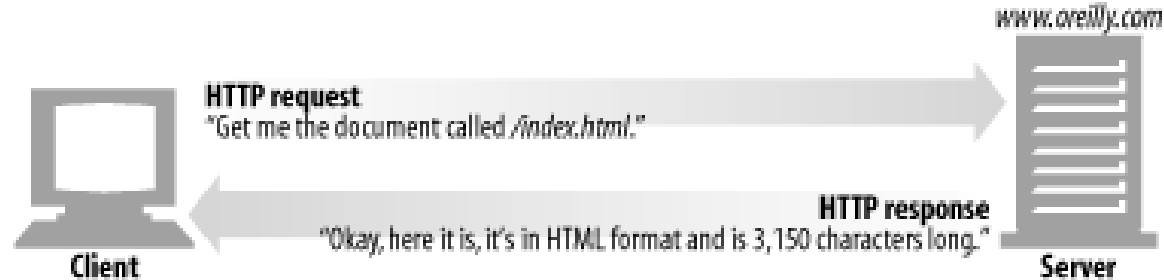 www.oreilly.com
HTTP request
"Get me the document called /index.html."
HTTP response
"Okay, here it is, it's in HTML format and is 3,150 characters long."
Client
Server